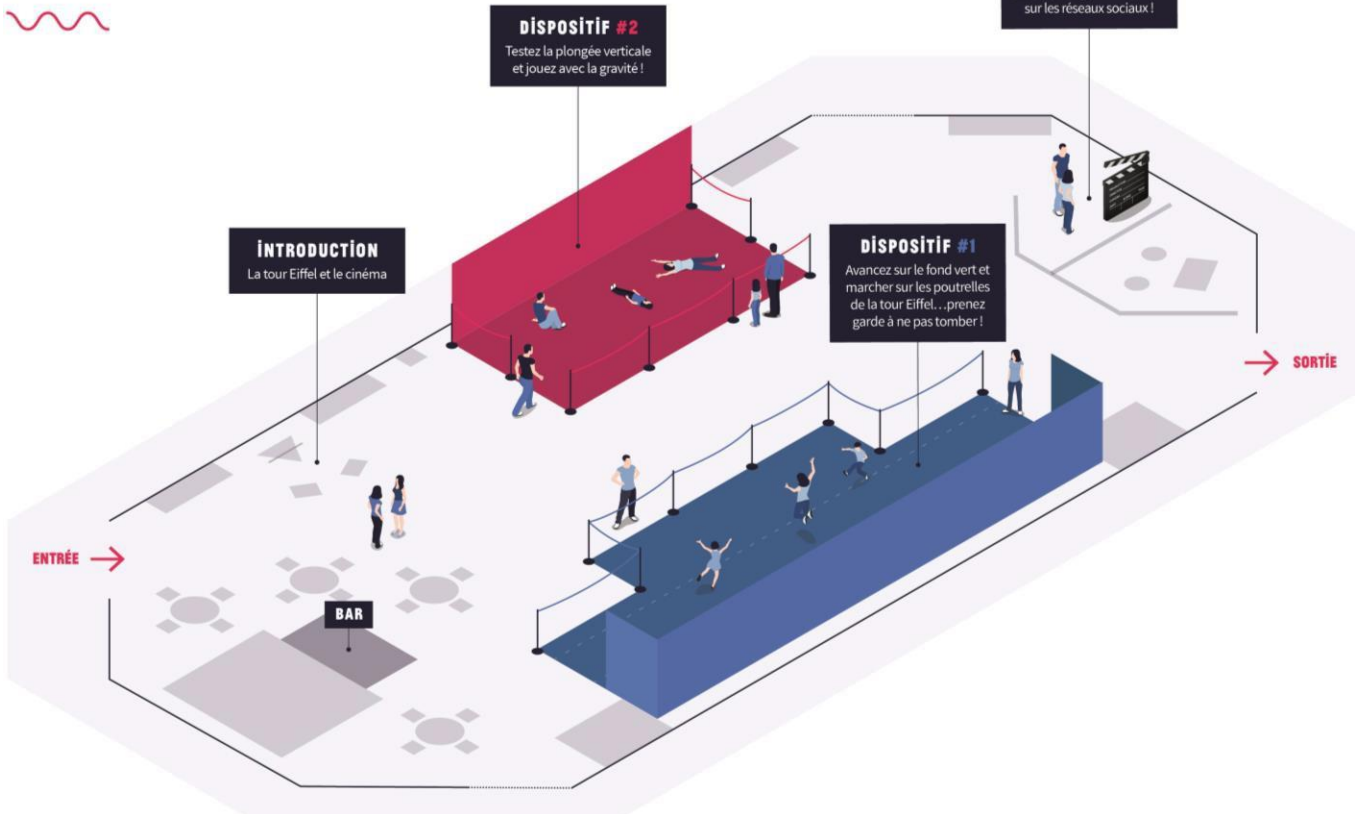 DISPOSITIF #2
Testez la plongée verticale
et jouez avec la gravité !
sur les réseaux sociaux !
INTRODUCTION
La tour Eiffel et le cinéma
DISPOSITIF #1
Avancez sur le fond vert et
marcher sur les poutrelles
de la tour Eiffel...prenez
garde à ne pas tomber !
SORTIE
ENTRÉE
BAR